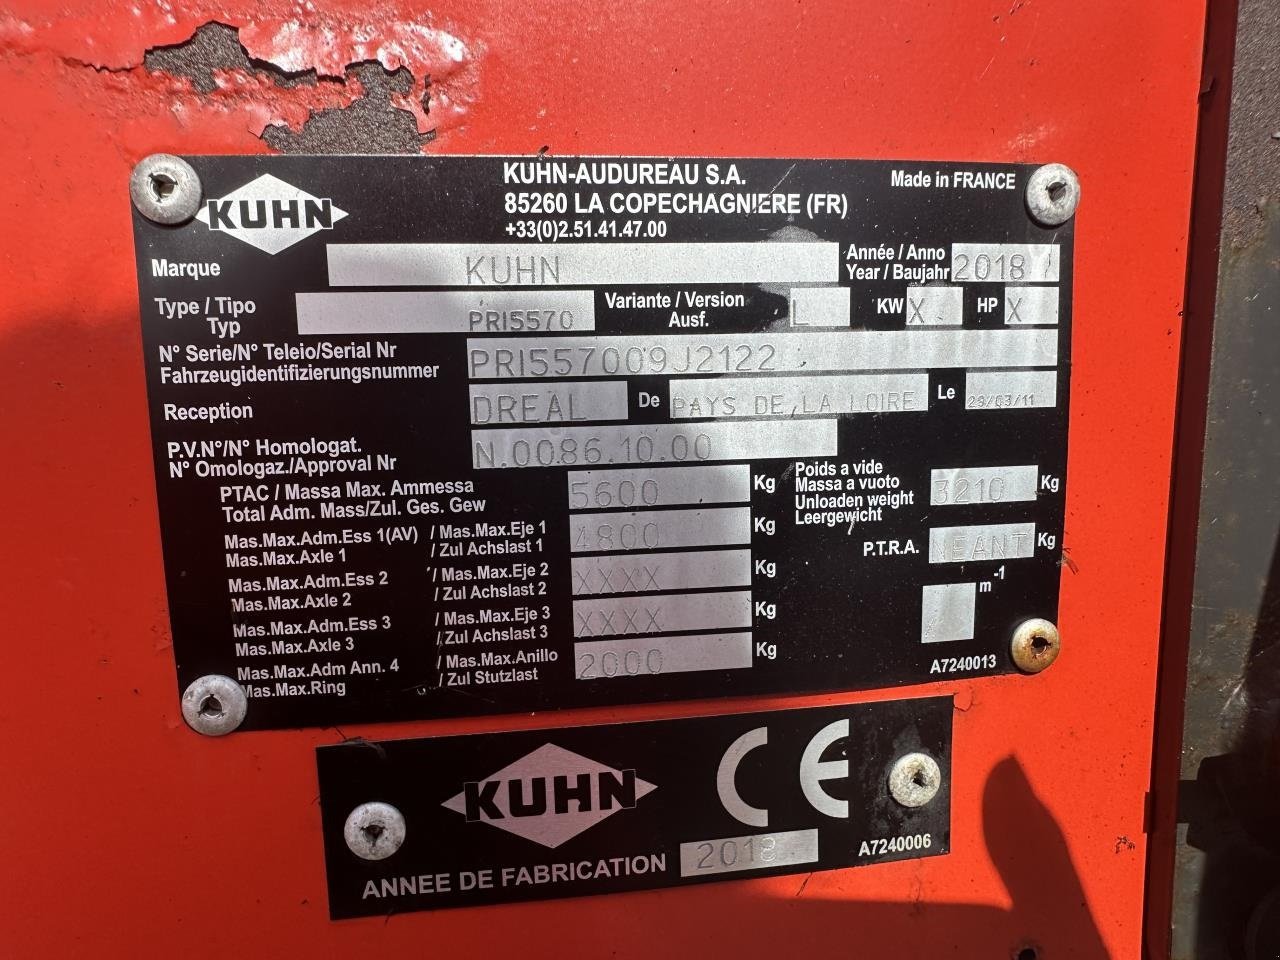 KUHN
KUHN-AUDUREAU S.A.
85260 LA COPECHAGNIERE (FR)
+33(0)2.51.41.47.00
Made in FRANCE
Marque KUHN
Année / Anno
Year / Baujahr 2018
Type / Tipo
Typ PRI5570
Variante / Version
Ausf. L
KW X HP X
N° Serie/N° Teleio/Serial Nr
Fahrzeugidentifizierungsnummer PRI557009J2122
Reception DREAL De PAYS DE LA LOIRE Le 29/03/11
P.V.N°/N° Homologat.
N° Omologaz./Approval Nr N.0086.10.00
PTAC / Massa Max. Ammessa
Total Adm. Mass/Zul. Ges. Gew 5600 Kg
Poids a vide
Massa a vuoto
Unloaden weight
Leergewicht 3210 Kg
Mas.Max.Adm.Ess 1(AV) / Mas.Max.Eje 1
Mas.Max.Axle 1 / Zul Achslast 1 4800 Kg
P.T.R.A. NEANT Kg
Mas.Max.Adm.Ess 2 / Mas.Max.Eje 2
Mas.Max.Axle 2 / Zul Achslast 2 XXXX Kg
m-1
Mas.Max.Adm.Ess 3 / Mas.Max.Eje 3
Mas.Max.Axle 3 / Zul Achslast 3 XXXX Kg
Mas.Max.Adm Ann. 4 / Mas.Max.Anillo
Mas.Max.Ring / Zul Stutzlast 2000 Kg
A7240013
KUHN
CE
ANNEE DE FABRICATION 2018
A7240006